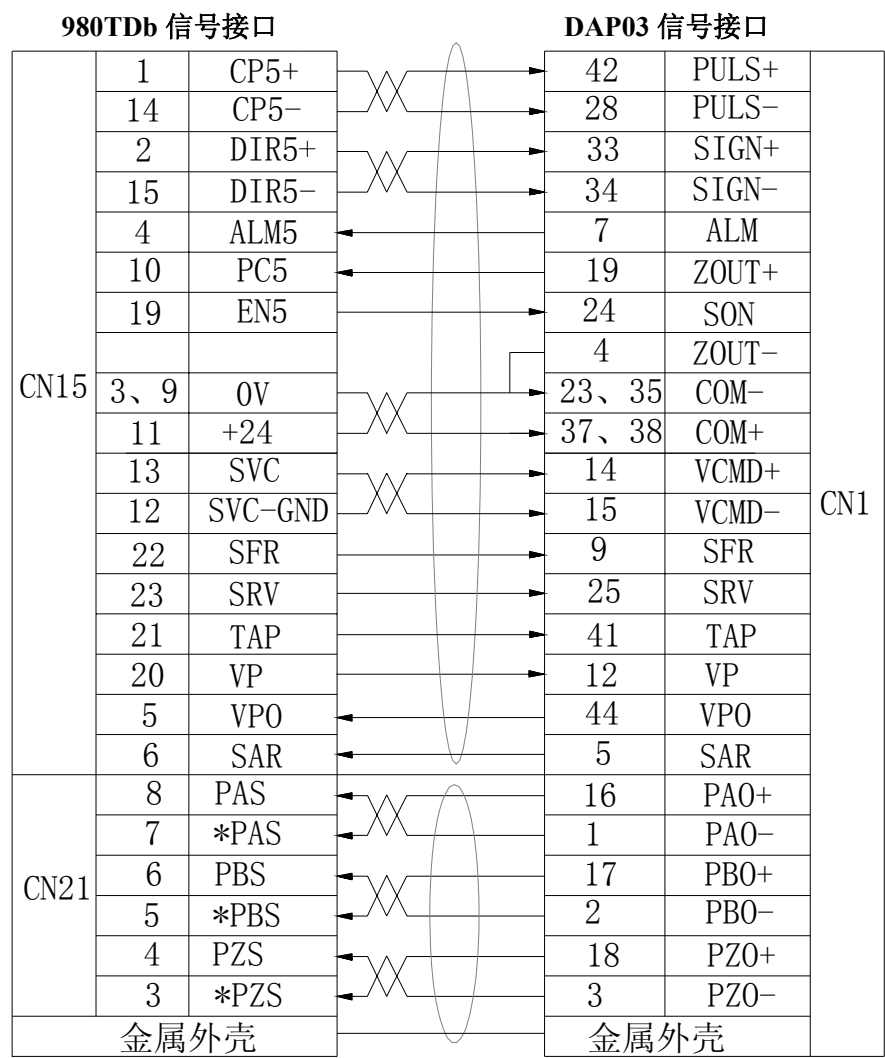 980TDb 信号接口 DAP03 信号接口
1 CP5+ 42 PULS+
14 CP5- 28 PULS-
2 DIR5+ 33 SIGN+
15 DIR5- 34 SIGN-
4 ALM5 7 ALM
10 PC5 19 ZOUT+
19 EN5 24 SON
4 ZOUT-
CN15 3、9 0V 23、35 COM-
11 +24 37、38 COM+
13 SVC 14 VCMD+
12 SVC-GND 15 VCMD- CN1
22 SFR 9 SFR
23 SRV 25 SRV
21 TAP 41 TAP
20 VP 12 VP
5 VPO 44 VPO
6 SAR 5 SAR
8 PAS 16 PAO+
7 *PAS 1 PAO-
CN21 6 PBS 17 PBO+
5 *PBS 2 PBO-
4 PZS 18 PZO+
3 *PZS 3 PZO-
金属外壳 金属外壳